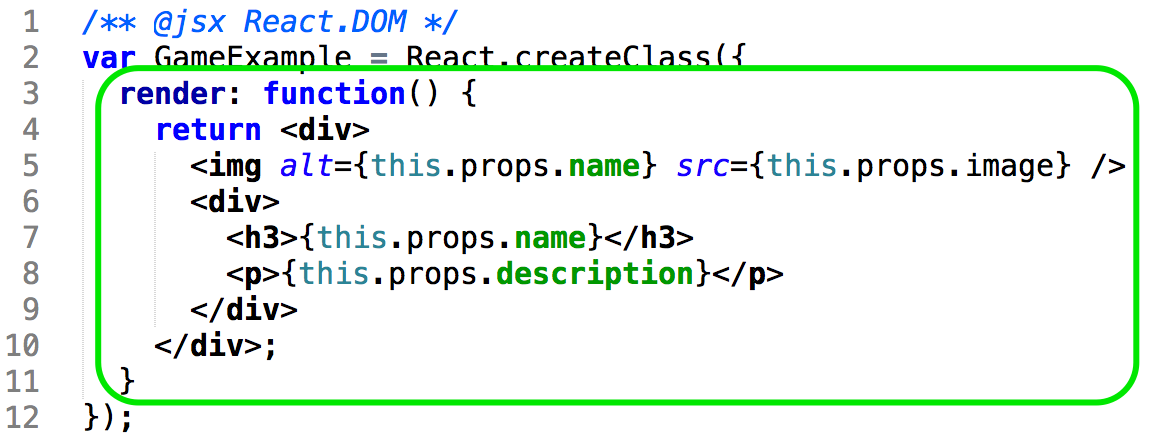 1 /** @jsx React.DOM */
2 var GameExample = React.createClass({
3   render: function() {
4     return <div>
5       <img alt={this.props.name} src={this.props.image} />
6       <div>
7         <h3>{this.props.name}</h3>
8         <p>{this.props.description}</p>
9       </div>
10     </div>;
11   }
12 });